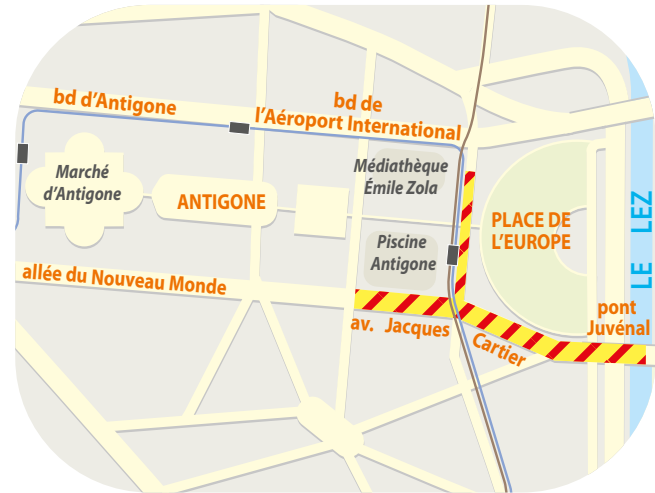 bd d'Antigone
bd de
l'Aéroport International
Marché
d'Antigone
ANTIGONE
Médiathèque
Émile Zola
Piscine
Antigone
PLACE DE
L'EUROPE
LE LEZ
allée du Nouveau Monde
av. Jacques
Cartier
pont
Juvénal